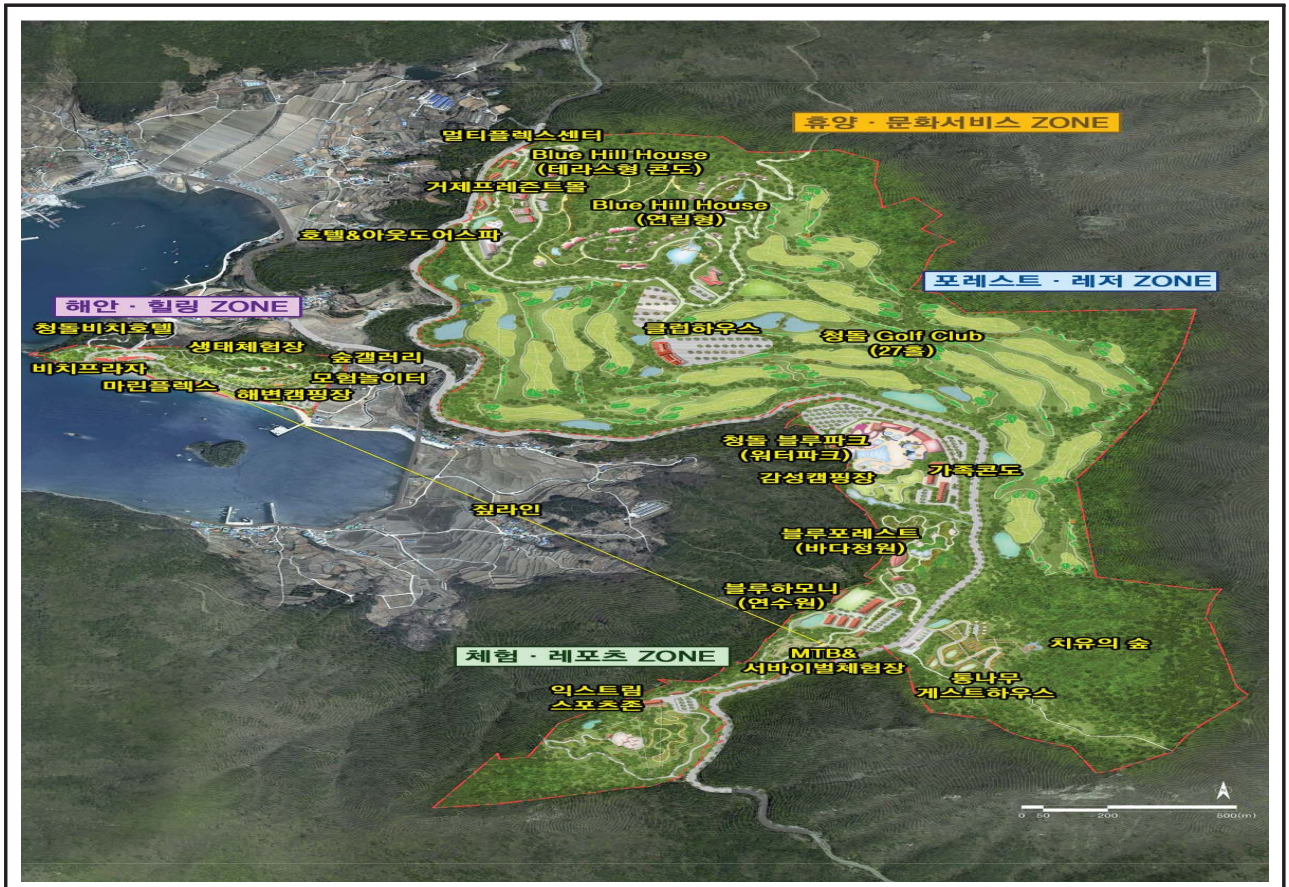 휴양 · 문화서비스 ZONE
멀티플렉스센터
Blue Hill House
(테라스형 콘도)
거제프레즌트몰
Blue Hill House
(연립형)
호텔&아웃도어스파
포레스트 · 레저 ZONE
해안 · 힐링 ZONE
청돌비치호텔
생태체험장
숲갤러리
비치프라자
마린플렉스
모험놀이터
해변캠핑장
클럽하우스
청돌 Golf Club
(27홀)
청돌 블루파크
(워터파크)
감성캠핑장
가족콘도
짚라인
블루포레스트
(바다정원)
블루하모니
(연수원)
체험 · 레포츠 ZONE
MTB&
서바이벌체험장
치유의 숲
통나무
게스트하우스
익스트림
스포츠존
0 50 200 500(m)